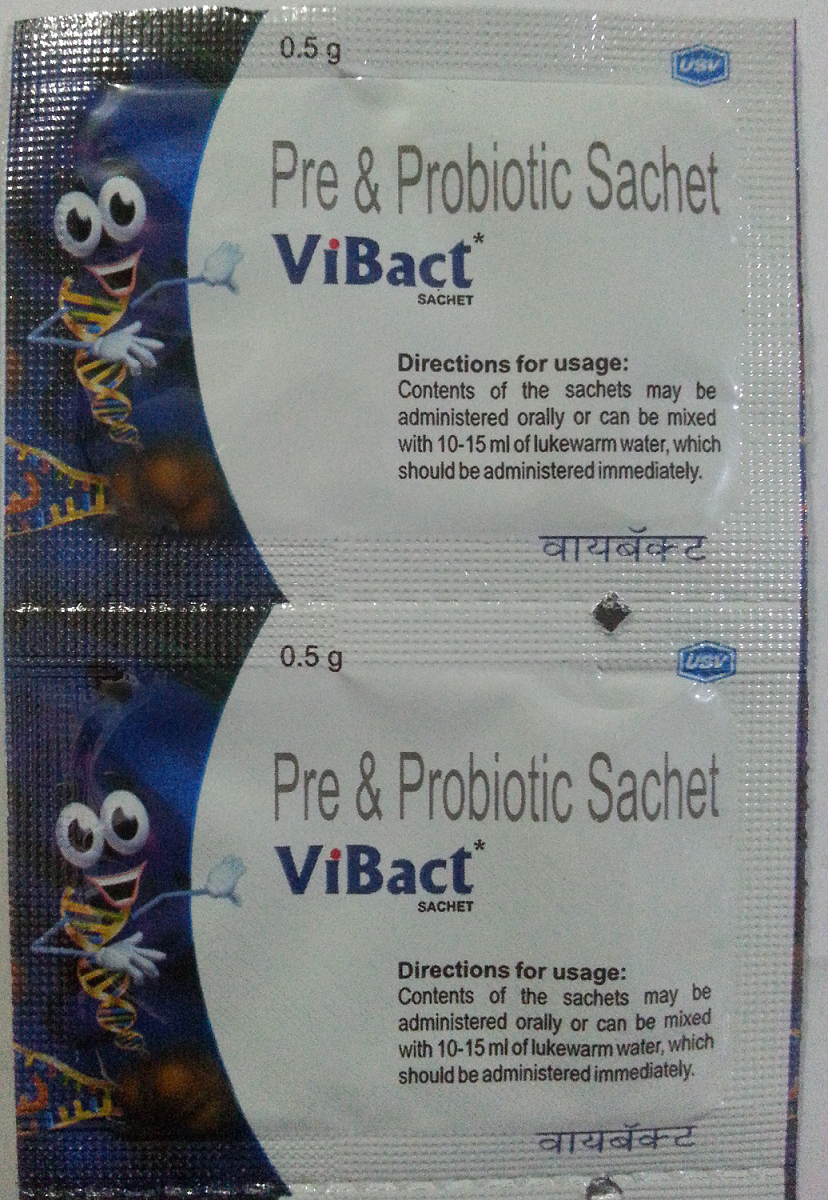 0.5 g
USV
Pre & Probiotic Sachet
ViBact*
SACHET
Directions for usage:
Contents of the sachets may be
administered orally or can be mixed
with 10-15 ml of lukewarm water, which
should be administered immediately.
वायबॅक्ट
0.5 g
USV
Pre & Probiotic Sachet
ViBact*
SACHET
Directions for usage:
Contents of the sachets may be
administered orally or can be mixed
with 10-15 ml of lukewarm water, which
should be administered immediately.
वायबॅक्ट